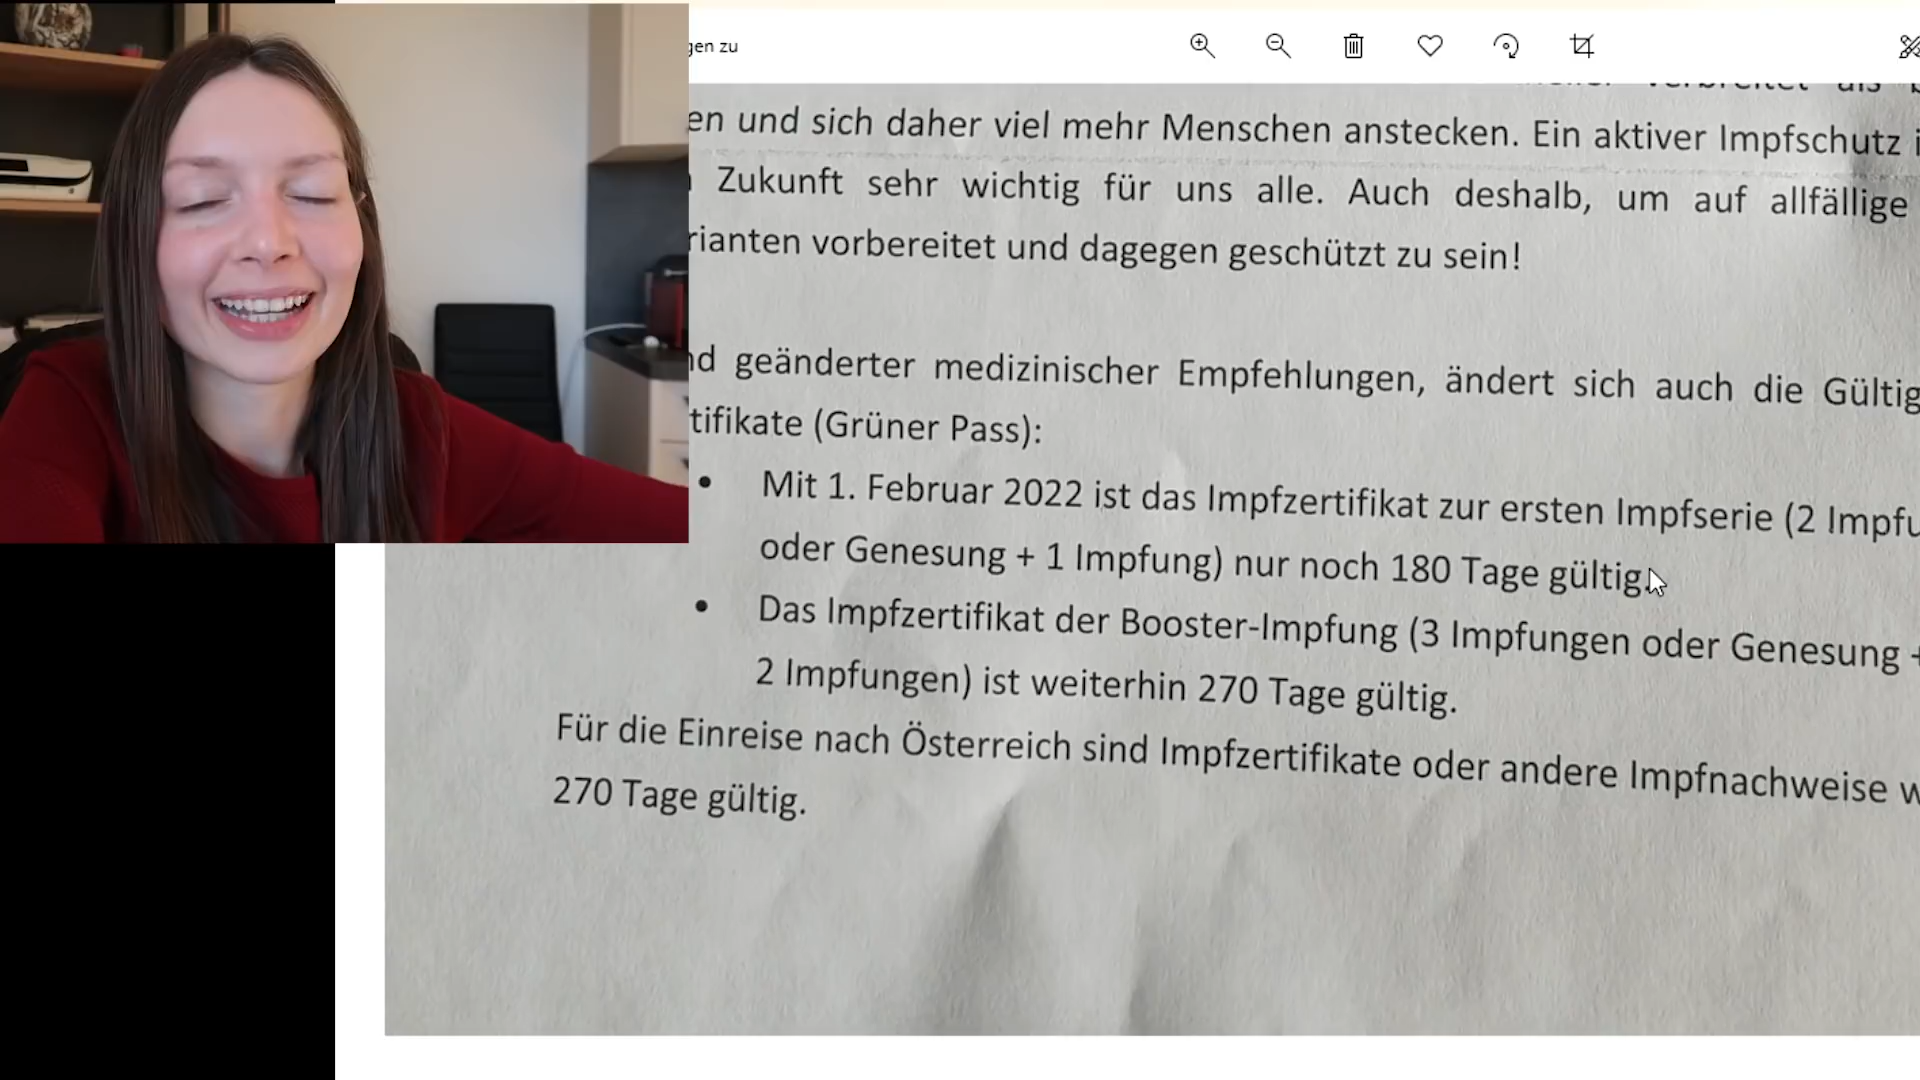 gen zu
en und sich daher viel mehr Menschen anstecken. Ein aktiver Impfschutz
Zukunft sehr wichtig für uns alle. Auch deshalb, um auf allfällige
rianten vorbereitet und dagegen geschützt zu sein!
nd geänderter medizinischer Empfehlungen, ändert sich auch die Gültig
tifikate (Grüner Pass):
• Mit 1. Februar 2022 ist das Impfzertifikat zur ersten Impfserie (2 Impfu
oder Genesung + 1 Impfung) nur noch 180 Tage gültig.
• Das Impfzertifikat der Booster-Impfung (3 Impfungen oder Genesung +
2 Impfungen) ist weiterhin 270 Tage gültig.
Für die Einreise nach Österreich sind Impfzertifikate oder andere Impfnachweise w
270 Tage gültig.